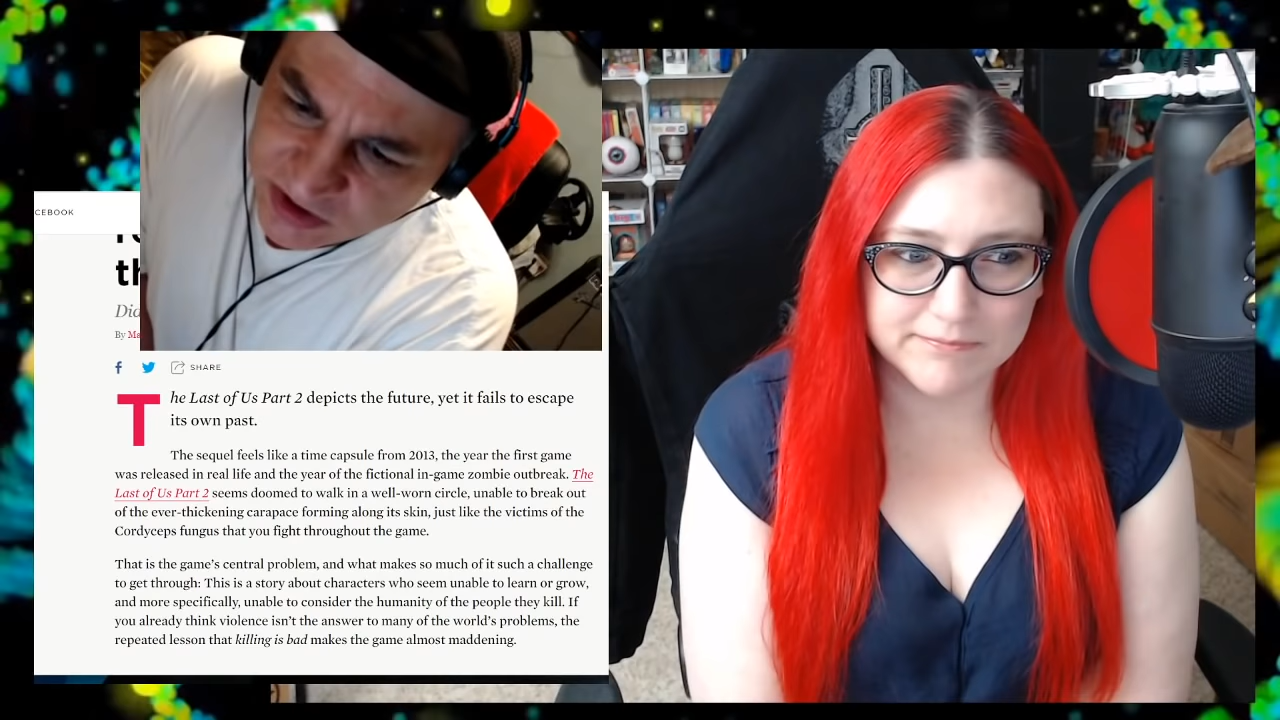 CEBOOK
th
Dic
By Ma
SHARE
The Last of Us Part 2 depicts the future, yet it fails to escape
its own past.
The sequel feels like a time capsule from 2013, the year the first game
was released in real life and the year of the fictional in-game zombie outbreak. The
Last of Us Part 2 seems doomed to walk in a well-worn circle, unable to break out
of the ever-thickening carapace forming along its skin, just like the victims of the
Cordyceps fungus that you fight throughout the game.
That is the game’s central problem, and what makes so much of it such a challenge
to get through: This is a story about characters who seem unable to learn or grow,
and more specifically, unable to consider the humanity of the people they kill. If
you already think violence isn’t the answer to many of the world’s problems, the
repeated lesson that killing is bad makes the game almost maddening.